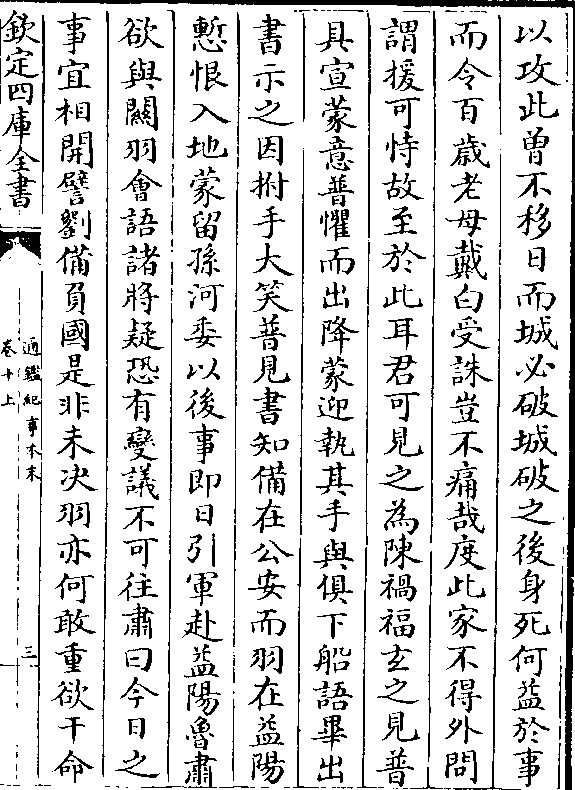 以攻此曽不移日而城必破城破之後身死何益於事
而令百歳老母戴白受誅豈不痛哉度此家不得外問
謂援可恃故至於此耳君可見之為陳禍福𤣥之見普
具宣蒙意普懼而出降蒙迎執其手與俱下船語畢出
書示之因拊手大笑普見書知備在公安而羽在益陽
慙恨入地蒙留孫河委以後事即日引軍赴益陽魯肅
欲與關羽會語諸將疑恐有變議不可往肅曰今日之
事宜相開譬劉備負國是非未決羽亦何敢重欲干命
欽定四庫全書
通鑑紀事本末
卷十上
三